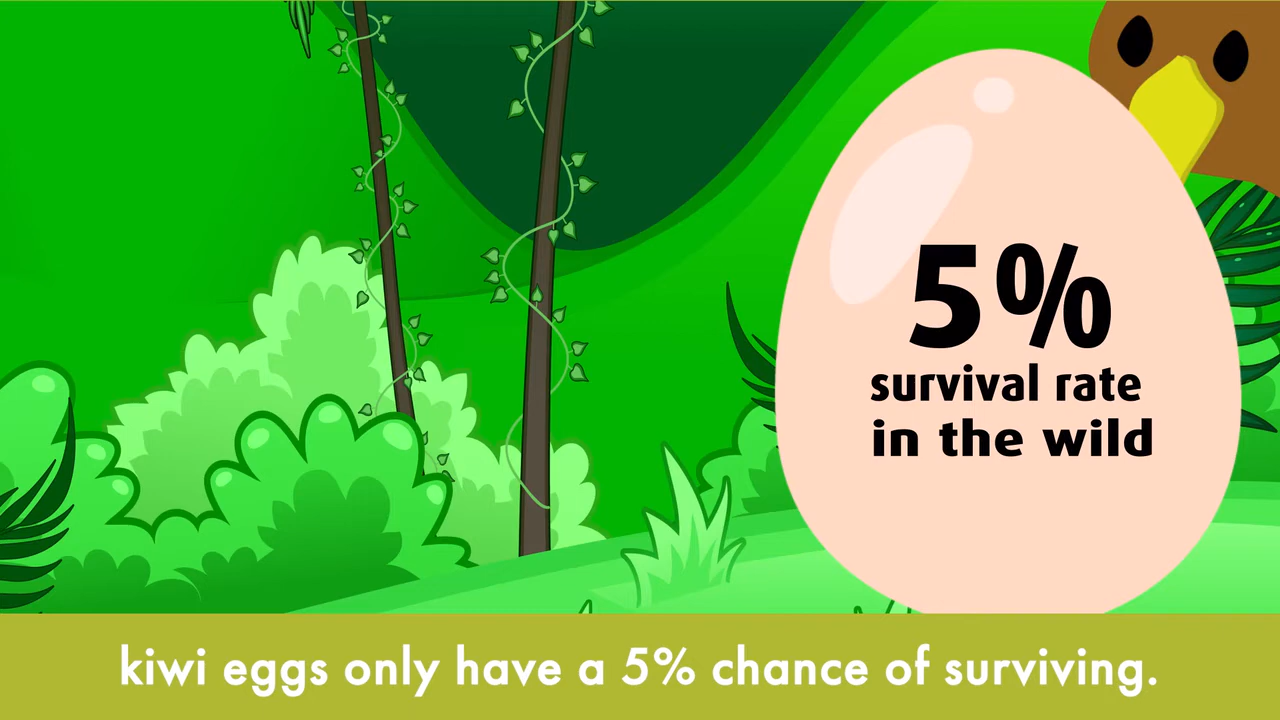 5%
survival rate
in the wild
kiwi eggs only have a 5% chance of surviving.